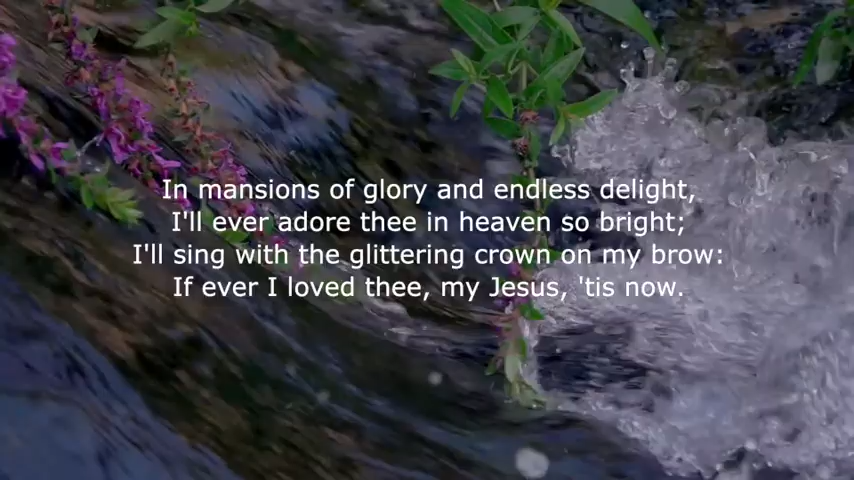 In mansions of glory and endless delight,
I'll ever adore thee in heaven so bright;
I'll sing with the glittering crown on my brow:
If ever I loved thee, my Jesus, 'tis now.